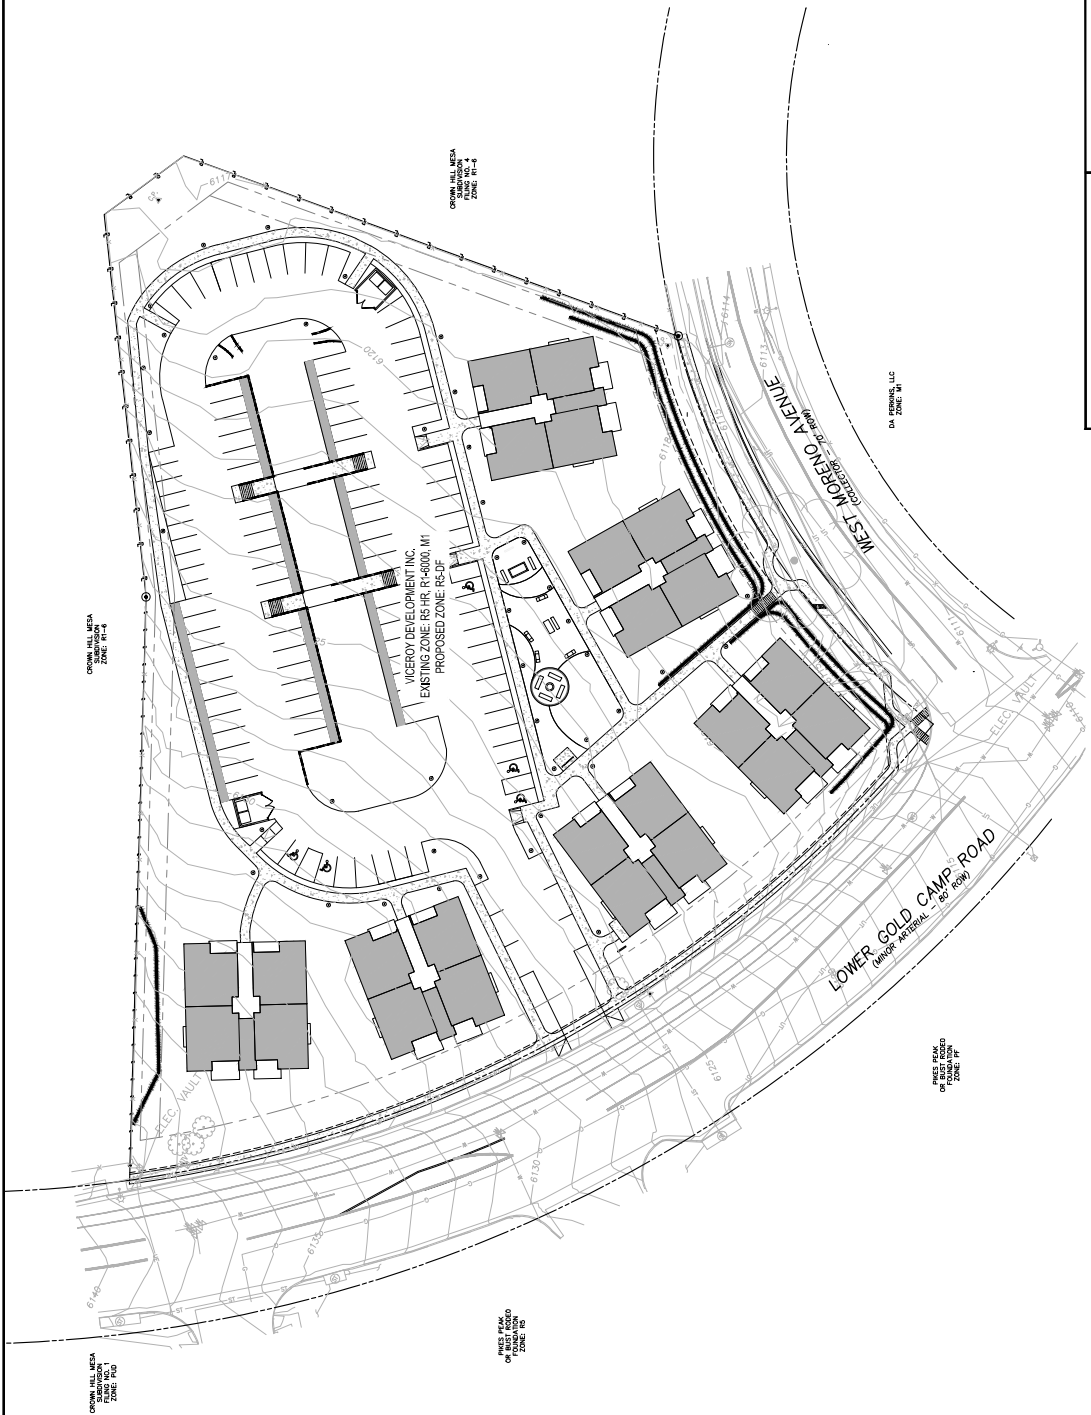 CROWN HILL MESA
SUBDIVISION
FILING NO. 4
ZONE: R1-6
6117
6120
CROWN HILL MESA
SUBDIVISION
ZONE: R1-6
VICEROY DEVELOPMENT INC.
EXISTING ZONE: R5 HR, R1-6000, M1
PROPOSED ZONE: R5-DF
6118
6114
6113
6115
WEST MORENO AVENUE
(COLLECTOR - 70' ROW)
DA PERKINS, LLC
ZONE: M1
6111
6110
ELEC. VAULT
LOWER GOLD CAMP ROAD
(MINOR ARTERIAL - 80' ROW)
ELEC. VAULT
6125
6130
6135
6140
PIKES PEAK
OR BUST RODEO
FOUNDATION
ZONE: PF
PIKES PEAK
OR BUST RODEO
FOUNDATION
ZONE: R5
CROWN HILL MESA
SUBDIVISION
FILING NO. 1
ZONE: PUD